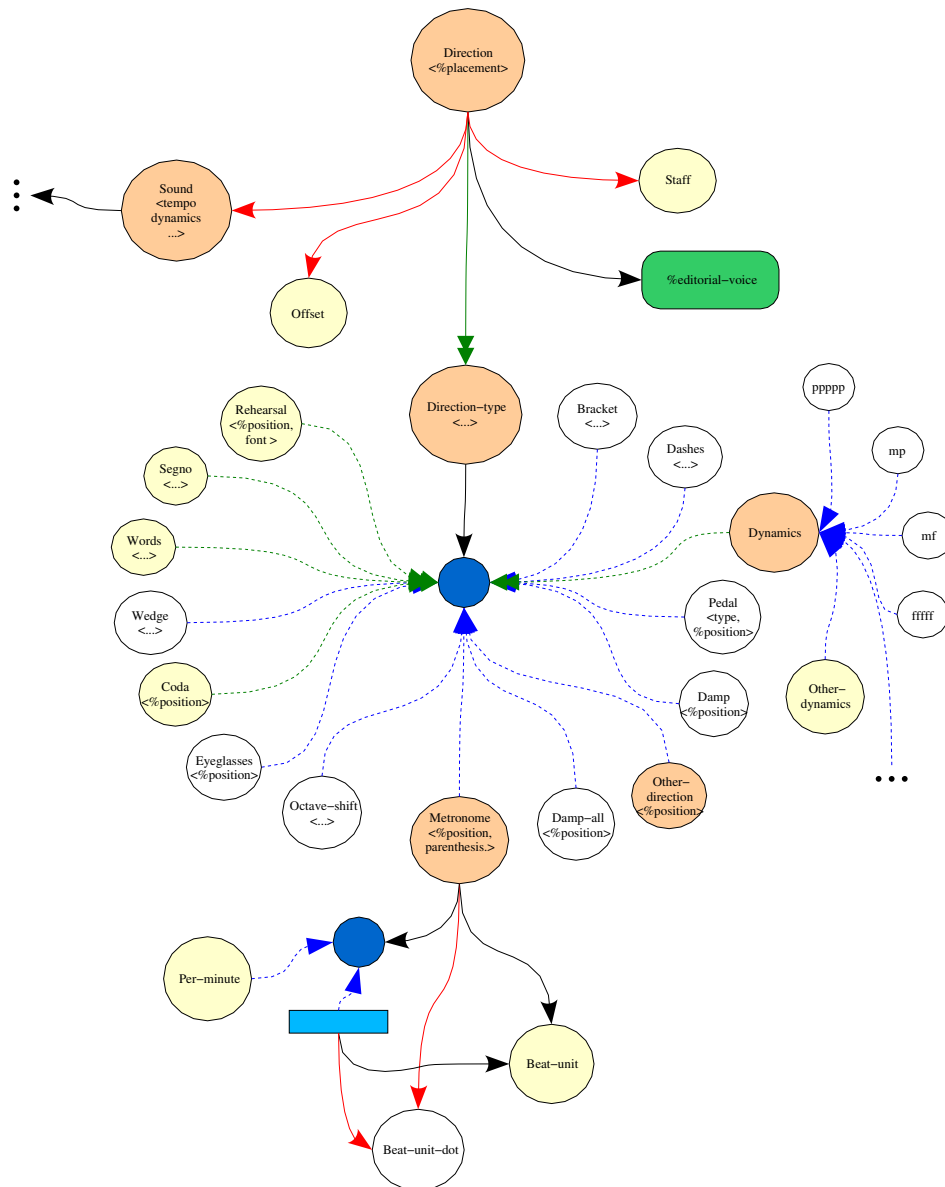 Direction
<%placement>
Sound
<tempo
dynamics
...>
Staff
%editorial−voice
Offset
Direction−type
<...>
Rehearsal
<%position,
font >
Bracket
<...>
ppppp
Segno
<...>
Dashes
<...>
mp
Words
<...>
Dynamics
mf
Wedge
<...>
Pedal
<type,
%position>
fffff
Coda
<%position>
Damp
<%position>
Other−
dynamics
Eyeglasses
<%position>
Octave−shift
<...>
Metronome
<%position,
parenthesis.>
Damp−all
<%position>
Other−
direction
<%position>
Per−minute
Beat−unit
Beat−unit−dot